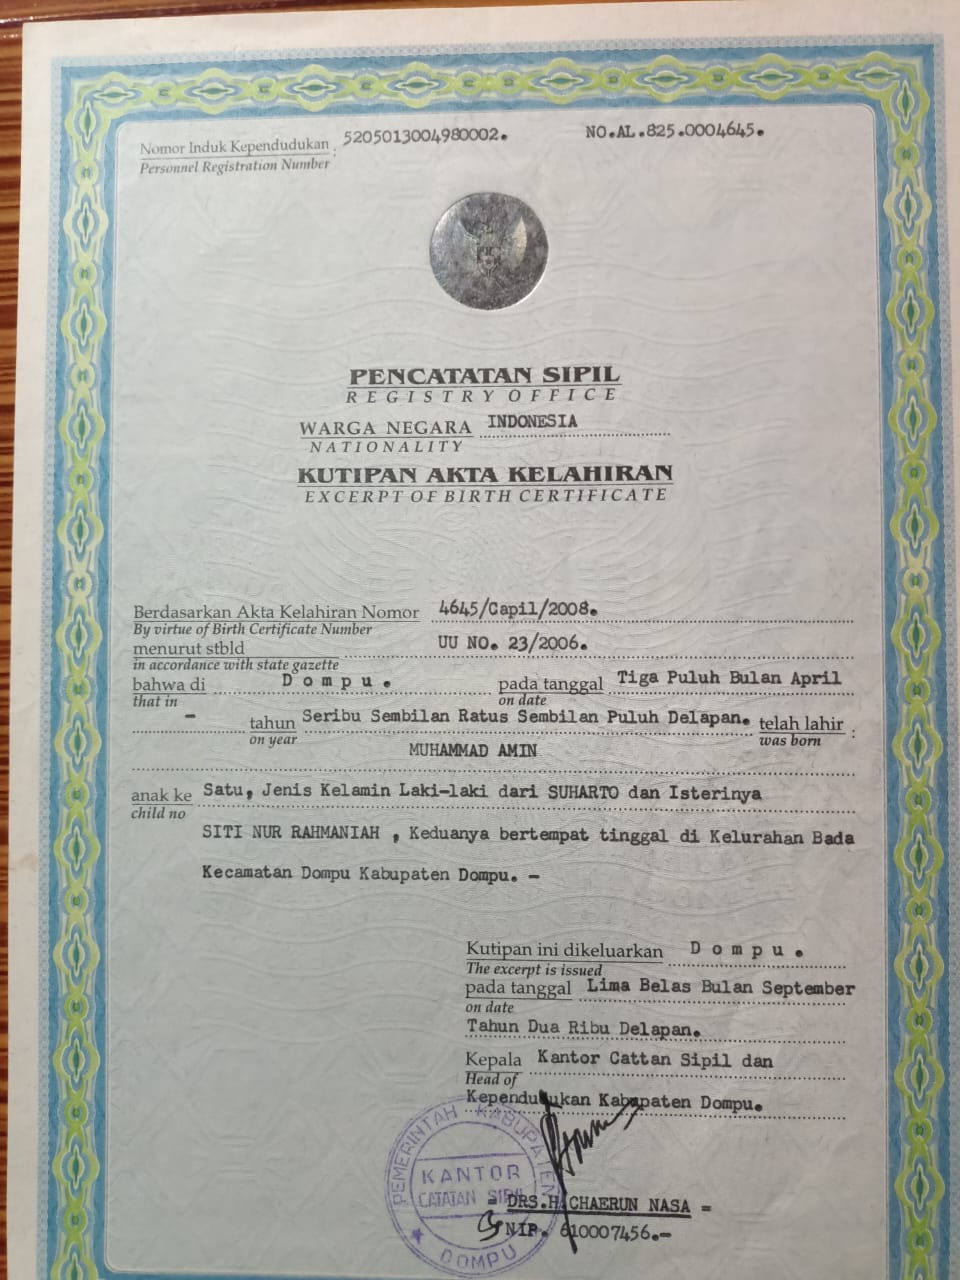 Nomor Induk Kependudukan : 5205013004980002. NO.AL.825.0004645.
Personnel Registration Number
PENCATATAN SIPIL
REGISTRY OFFICE
WARGA NEGARA INDONESIA
NATIONALITY
KUTIPAN AKTA KELAHIRAN
EXCERPT OF BIRTH CERTIFICATE
Berdasarkan Akta Kelahiran Nomor 4645/Capil/2008.
By virtue of Birth Certificate Number
menurut stbld UU NO. 23/2006.
in accordance with state gazette
bahwa di Dompu. pada tanggal Tiga Puluh Bulan April
that in on date
- tahun Seribu Sembilan Ratus Sembilan Puluh Delapan. telah lahir :
on year was born
MUHAMMAD AMIN
anak ke Satu, Jenis Kelamin Laki-laki dari SUHARTO dan Isterinya
child no
SITI NUR RAHMANIAH , Keduanya bertempat tinggal di Kelurahan Bada
Kecamatan Dompu Kabupaten Dompu. -
Kutipan ini dikeluarkan Dompu.
The excerpt is issued
pada tanggal Lima Belas Bulan September
on date
Tahun Dua Ribu Delapan.
Kepala Kantor Cattan Sipil dan
Head of
Kependudukan Kabupaten Dompu.
PEMERINTAH KABUPATEN
KANTOR
CATATAN SIPIL
DOMPU
= DRS.H.CHAERUN NASA =
NIP. 610007456.-